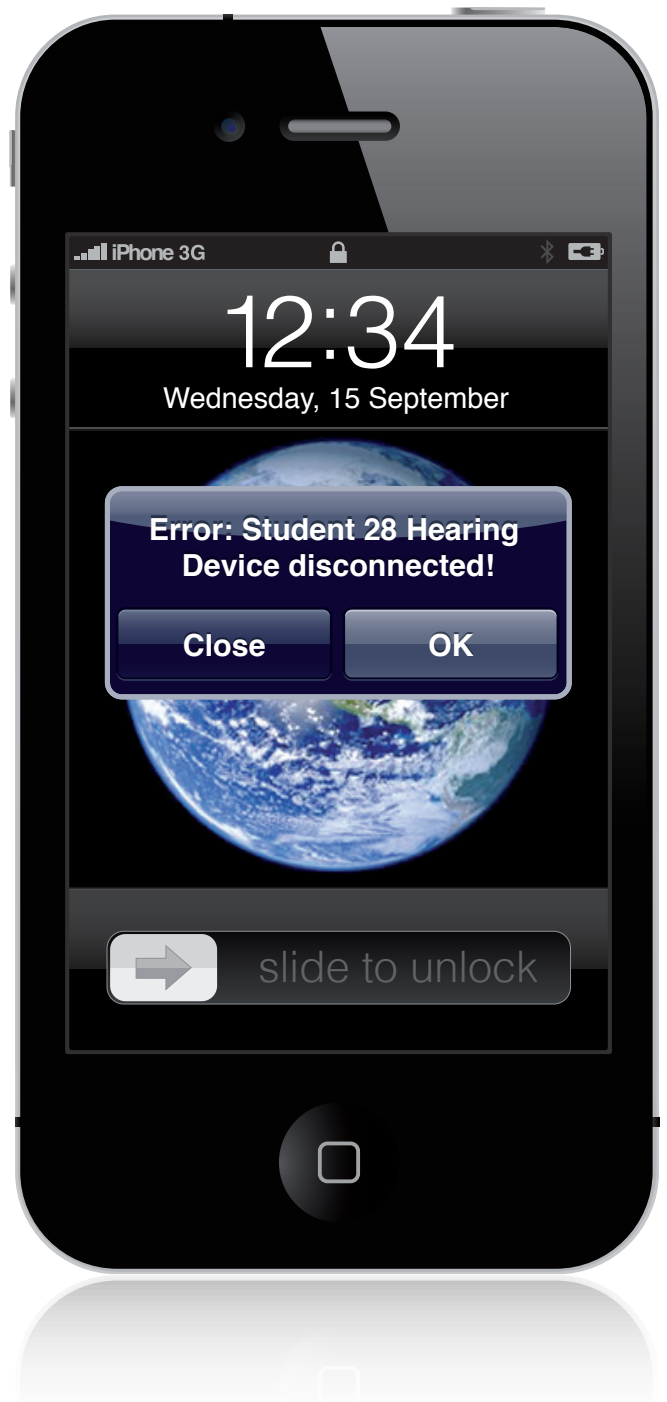 iPhone 3G
12:34
Wednesday, 15 September
Error: Student 28 Hearing
Device disconnected!
Close OK
slide to unlock